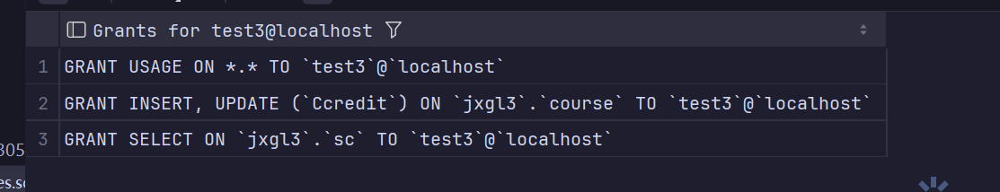 Grants for test3@localhost
1 GRANT USAGE ON *.* TO `test3`@`localhost`
2 GRANT INSERT, UPDATE (`Ccredit`) ON `jxgl3`.`course` TO `test3`@`localhost`
3 GRANT SELECT ON `jxgl3`.`sc` TO `test3`@`localhost`
305